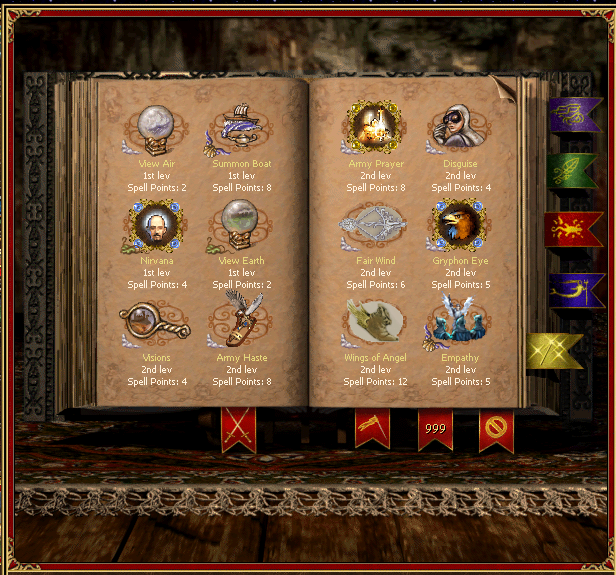 View Air
1st lev
Spell Points: 2
Summon Boat
1st lev
Spell Points: 8
Nirvana
1st lev
Spell Points: 4
View Earth
1st lev
Spell Points: 2
Visions
2nd lev
Spell Points: 4
Army Haste
2nd lev
Spell Points: 8
Army Prayer
2nd lev
Spell Points: 8
Disguise
2nd lev
Spell Points: 4
Fair Wind
2nd lev
Spell Points: 6
Gryphon Eye
2nd lev
Spell Points: 5
Wings of Angel
2nd lev
Spell Points: 12
Empathy
2nd lev
Spell Points: 5
999